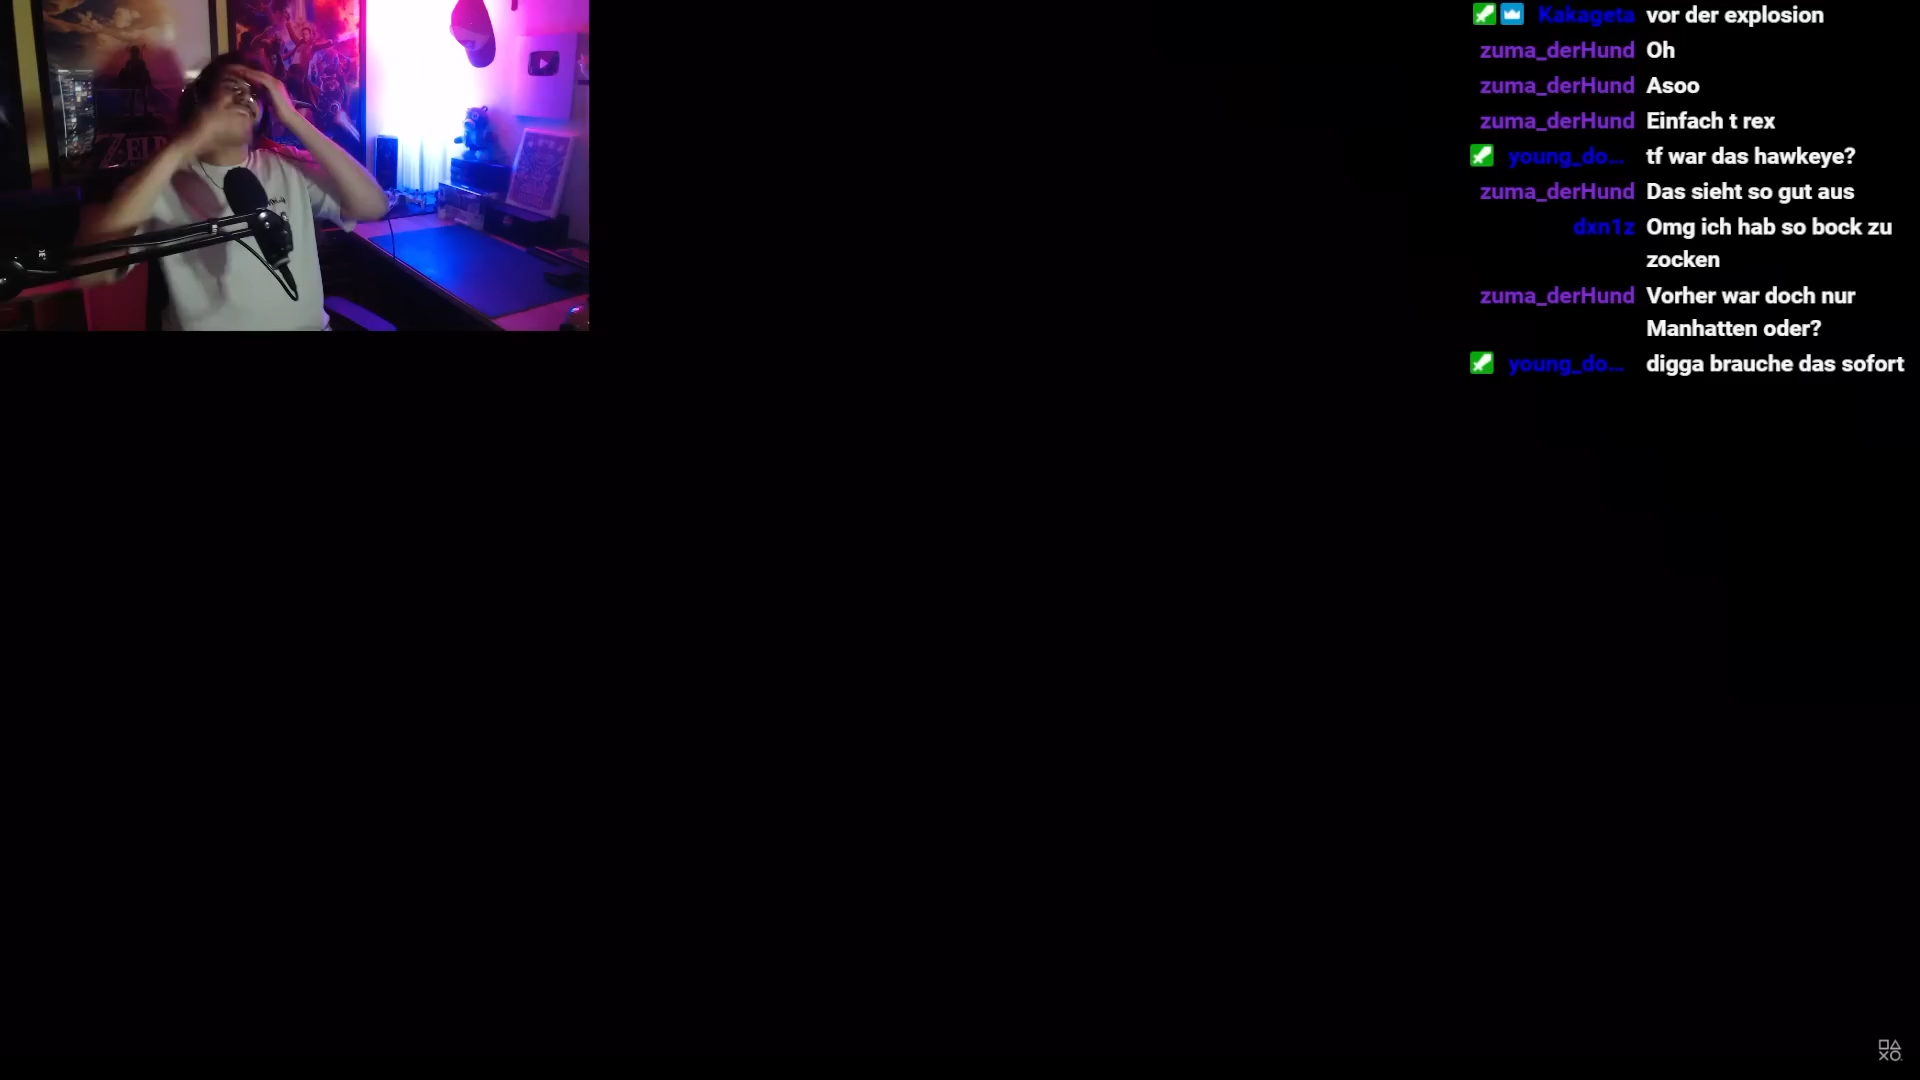 Kakageta vor der explosion
zuma_derHund Oh
zuma_derHund Asoo
zuma_derHund Einfach t rex
young_do... tf war das hawkeye?
zuma_derHund Das sieht so gut aus
dxn1z Omg ich hab so bock zu
zocken
zuma_derHund Vorher war doch nur
Manhatten oder?
young_do... digga brauche das sofort